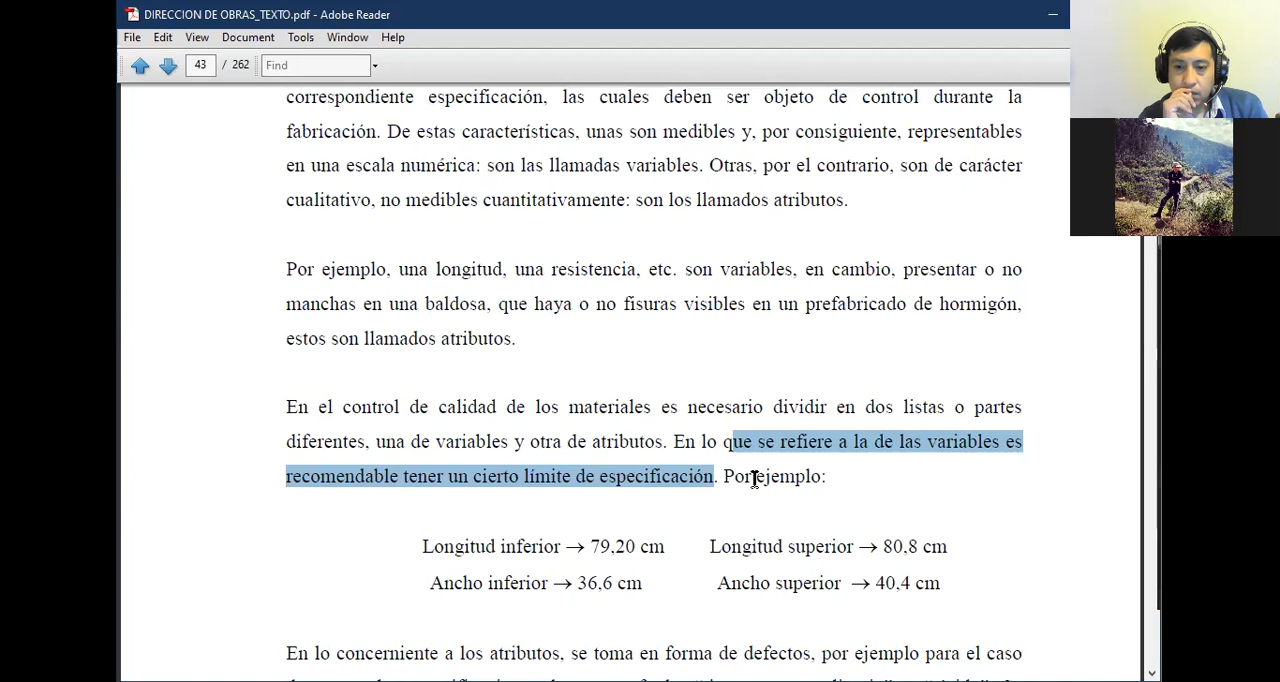 DIRECCION DE OBRAS_TEXTO.pdf - Adobe Reader
File Edit View Document Tools Window Help
43 / 262 Find
correspondiente especificación, las cuales deben ser objeto de control durante la
fabricación. De estas características, unas son medibles y, por consiguiente, representables
en una escala numérica: son las llamadas variables. Otras, por el contrario, son de carácter
cualitativo, no medibles cuantitativamente: son los llamados atributos.
Por ejemplo, una longitud, una resistencia, etc. son variables, en cambio, presentar o no
manchas en una baldosa, que haya o no fisuras visibles en un prefabricado de hormigón,
estos son llamados atributos.
En el control de calidad de los materiales es necesario dividir en dos listas o partes
diferentes, una de variables y otra de atributos. En lo que se refiere a la de las variables es
recomendable tener un cierto límite de especificación. Por ejemplo:
Longitud inferior → 79,20 cm Longitud superior → 80,8 cm
Ancho inferior → 36,6 cm Ancho superior → 40,4 cm
En lo concerniente a los atributos, se toma en forma de defectos, por ejemplo para el caso